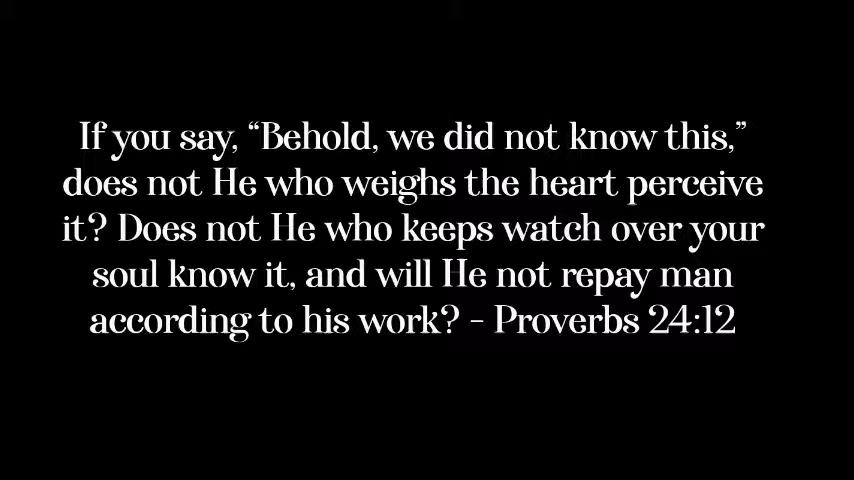 If you say, “Behold, we did not know this,”
does not He who weighs the heart perceive
it? Does not He who keeps watch over your
soul know it, and will He not repay man
according to his work? - Proverbs 24:12